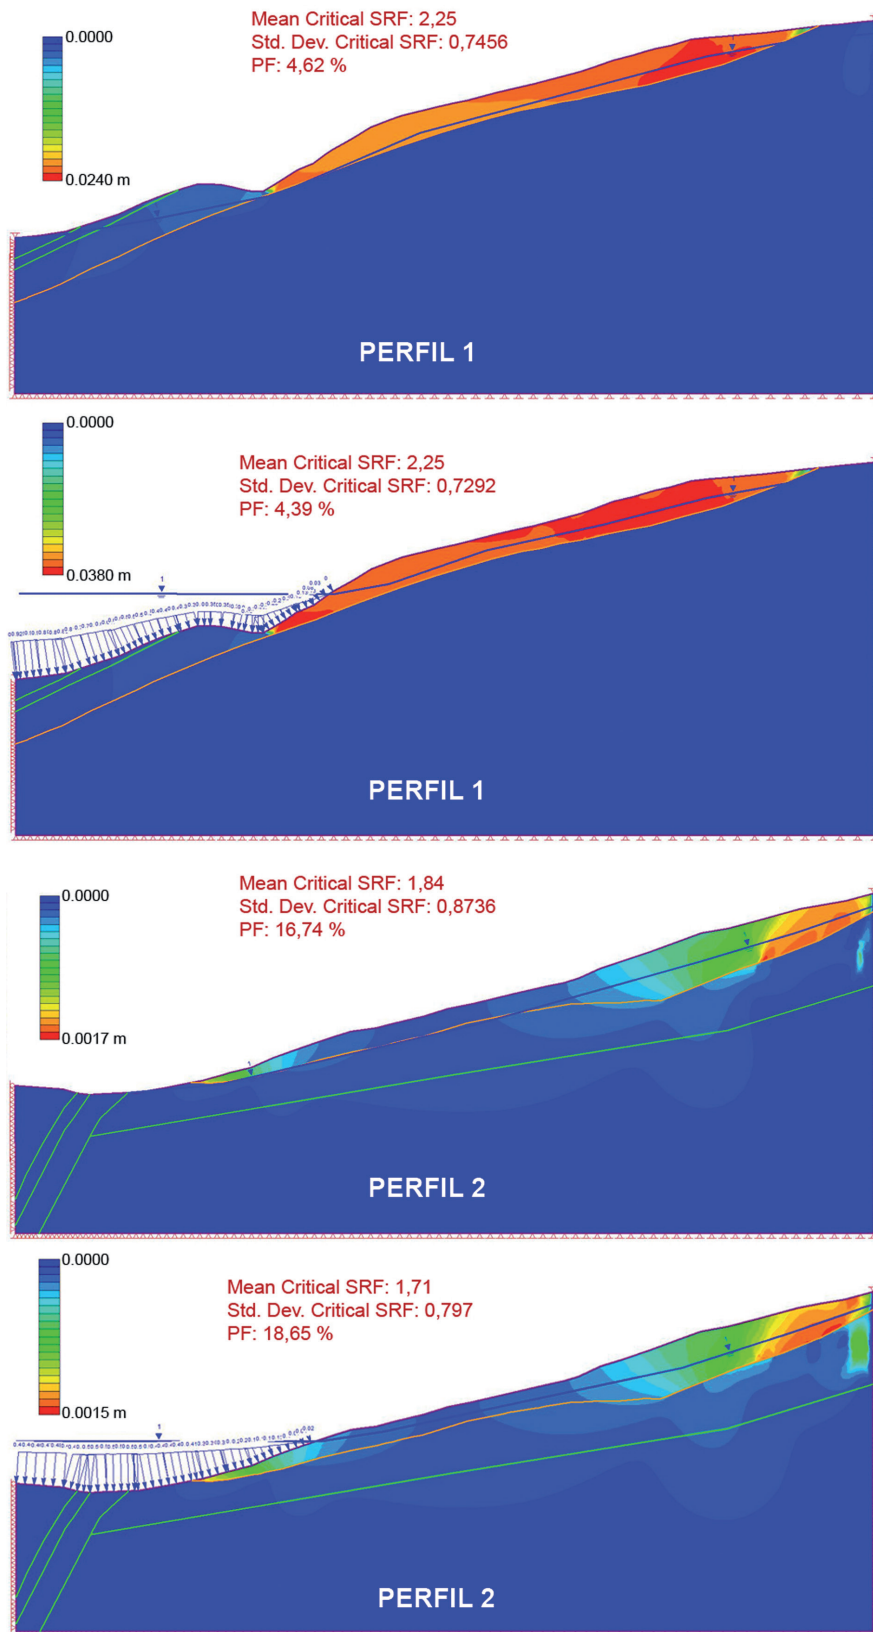 Mean Critical SRF: 2,25
Std. Dev. Critical SRF: 0,7456
PF: 4,62 %
0.0000
0.0240 m
PERFIL 1
0.0000
Mean Critical SRF: 2,25
Std. Dev. Critical SRF: 0,7292
PF: 4,39 %
0.0380 m
1
PERFIL 1
Mean Critical SRF: 1,84
Std. Dev. Critical SRF: 0,8736
PF: 16,74 %
0.0000
0.0017 m
PERFIL 2
0.0000
Mean Critical SRF: 1,71
Std. Dev. Critical SRF: 0,797
PF: 18,65 %
0.0015 m
1
PERFIL 2